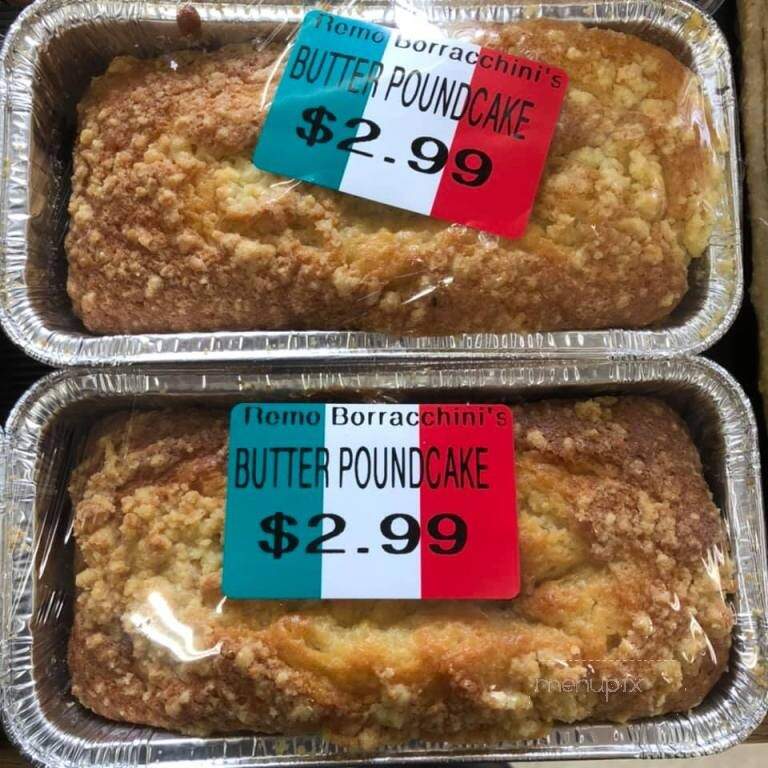 Remo Borracchini's
BUTTER POUNDCAKE
$2.99
Remo Borracchini's
BUTTER POUNDCAKE
$2.99
menupix